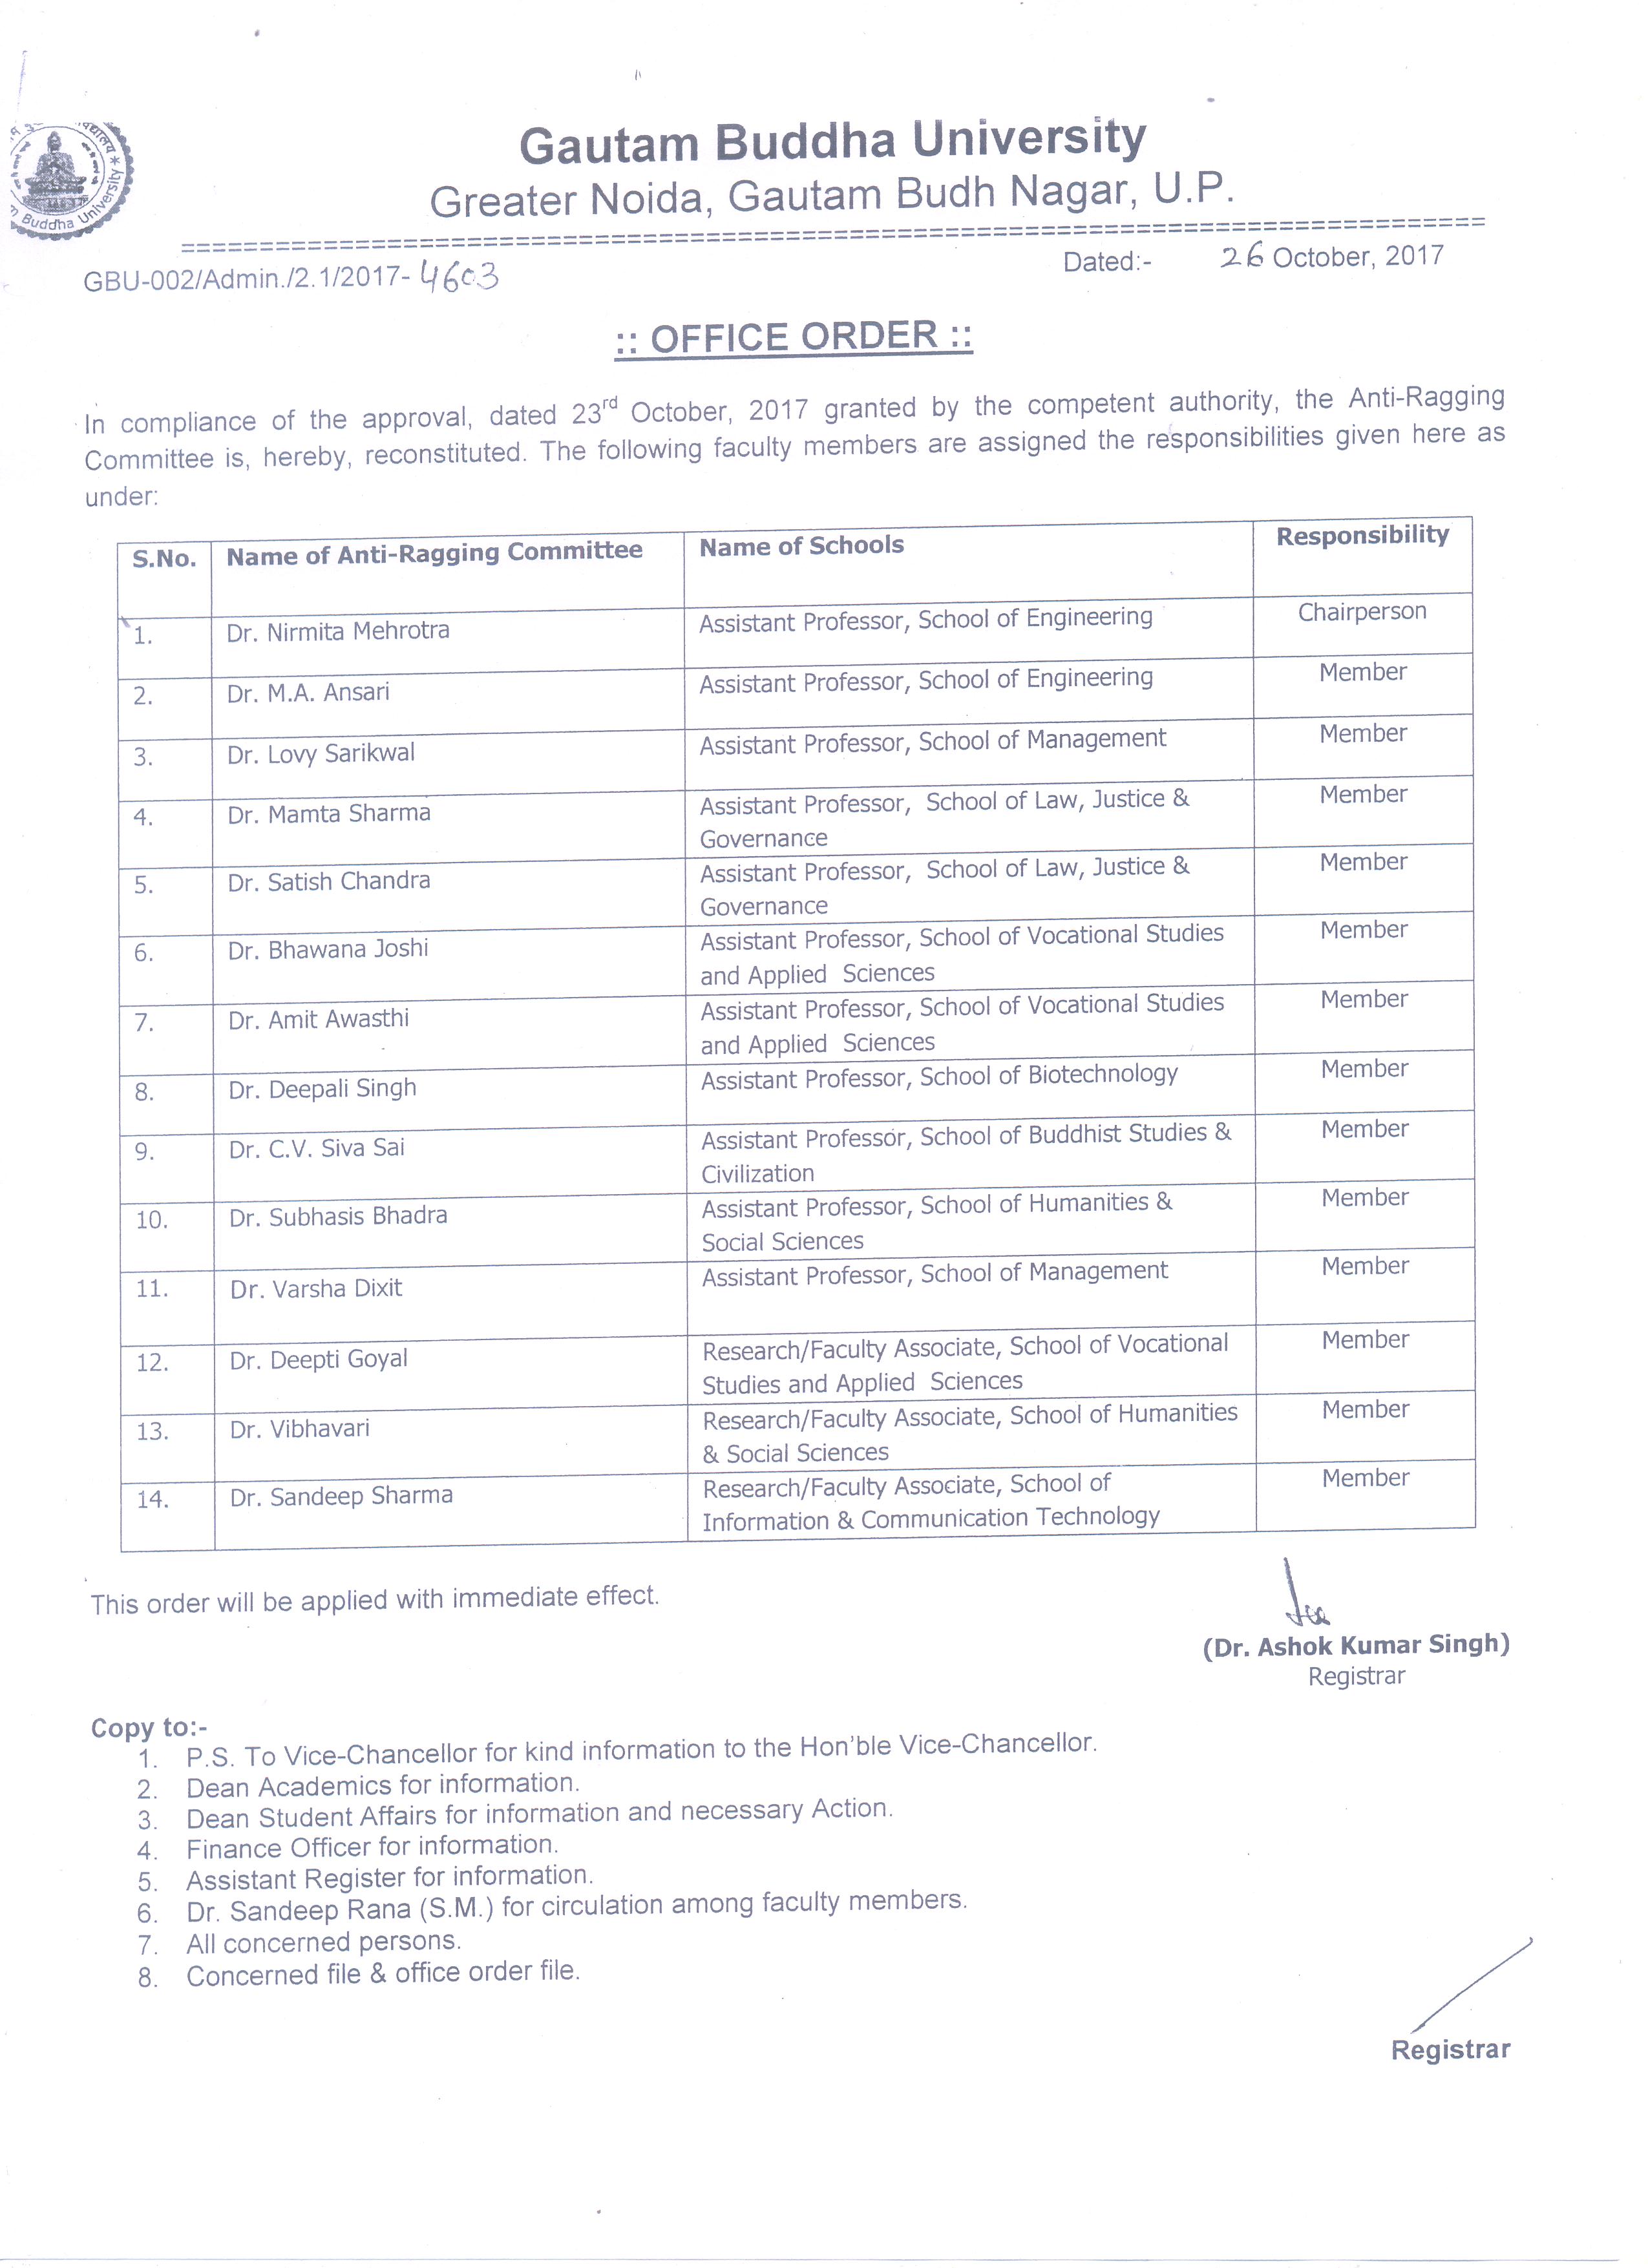 Buddha University
Gautam Buddha University
Greater Noida, Gautam Budh Nagar, U.P.
================================================================================
GBU-002/Admin./2.1/2017- 4603 Dated:- 26 October, 2017
:: OFFICE ORDER ::
In compliance of the approval, dated 23rd October, 2017 granted by the competent authority, the Anti-Ragging
Committee is, hereby, reconstituted. The following faculty members are assigned the responsibilities given here as
under:
S.No. Name of Anti-Ragging Committee Name of Schools Responsibility
1. Dr. Nirmita Mehrotra Assistant Professor, School of Engineering Chairperson
2. Dr. M.A. Ansari Assistant Professor, School of Engineering Member
3. Dr. Lovy Sarikwal Assistant Professor, School of Management Member
4. Dr. Mamta Sharma Assistant Professor, School of Law, Justice & Member
Governance
5. Dr. Satish Chandra Assistant Professor, School of Law, Justice & Member
Governance
6. Dr. Bhawana Joshi Assistant Professor, School of Vocational Studies Member
and Applied Sciences
7. Dr. Amit Awasthi Assistant Professor, School of Vocational Studies Member
and Applied Sciences
8. Dr. Deepali Singh Assistant Professor, School of Biotechnology Member
9. Dr. C.V. Siva Sai Assistant Professor, School of Buddhist Studies & Member
Civilization
10. Dr. Subhasis Bhadra Assistant Professor, School of Humanities & Member
Social Sciences
11. Dr. Varsha Dixit Assistant Professor, School of Management Member
12. Dr. Deepti Goyal Research/Faculty Associate, School of Vocational Member
Studies and Applied Sciences
13. Dr. Vibhavari Research/Faculty Associate, School of Humanities Member
& Social Sciences
14. Dr. Sandeep Sharma Research/Faculty Associate, School of Member
Information & Communication Technology
This order will be applied with immediate effect.
(Dr. Ashok Kumar Singh)
Registrar
Copy to:-
1. P.S. To Vice-Chancellor for kind information to the Hon'ble Vice-Chancellor.
2. Dean Academics for information.
3. Dean Student Affairs for information and necessary Action.
4. Finance Officer for information.
5. Assistant Register for information.
6. Dr. Sandeep Rana (S.M.) for circulation among faculty members.
7. All concerned persons.
8. Concerned file & office order file.
Registrar